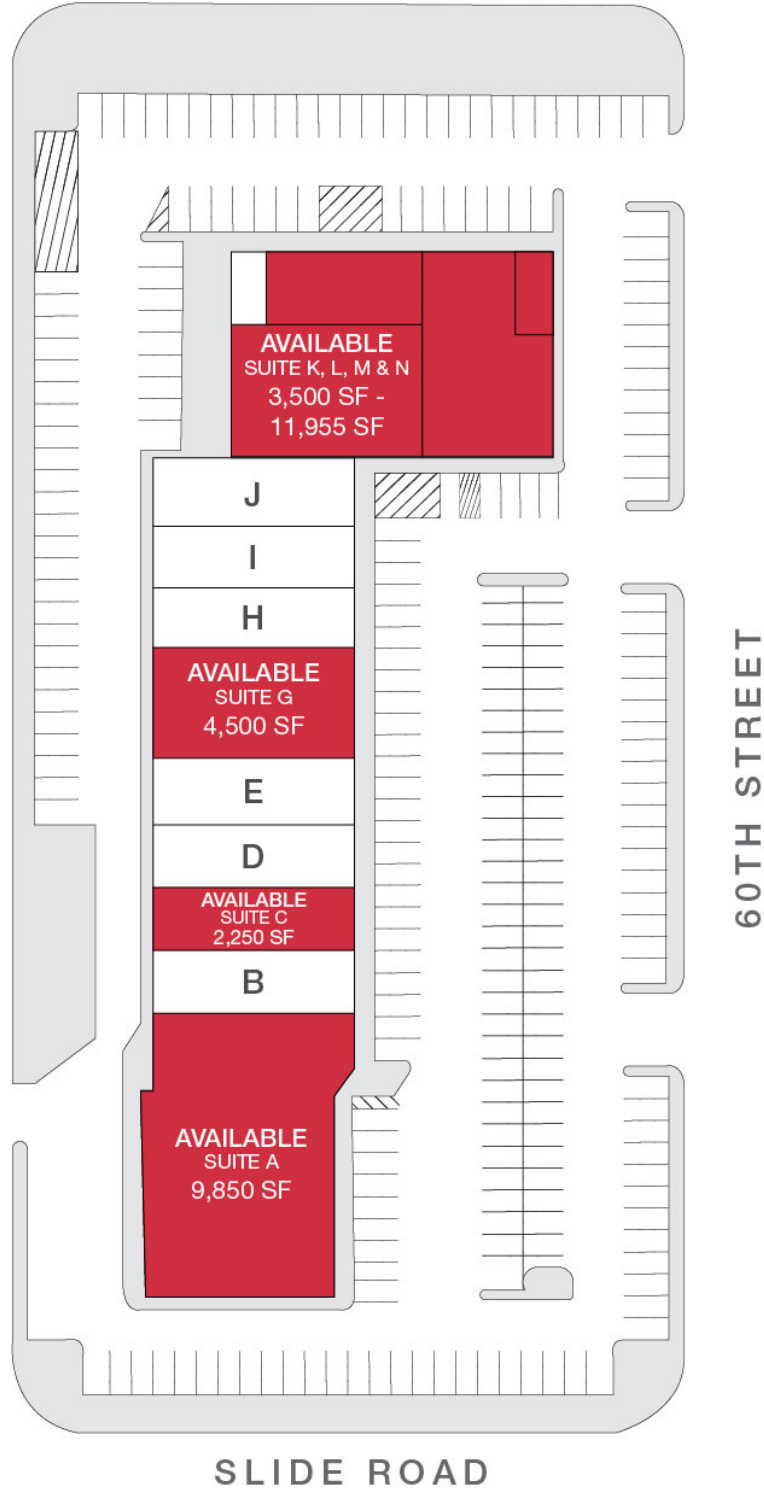 AVAILABLE
SUITE K, L, M & N
3,500 SF -
11,955 SF
J
I
H
AVAILABLE
SUITE G
4,500 SF
E
D
AVAILABLE
SUITE C
2,250 SF
B
AVAILABLE
SUITE A
9,850 SF
60TH STREET
SLIDE ROAD